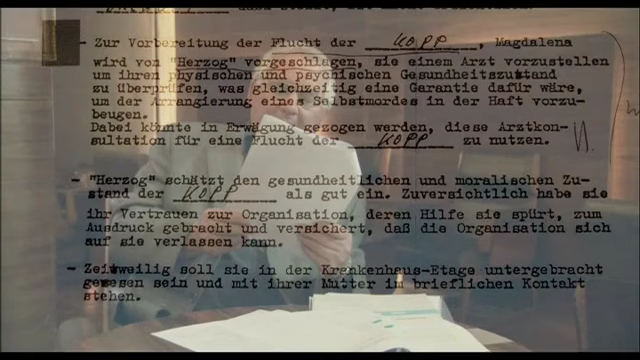 - Zur Vorbereitung der Flucht der KOPP, Magdalena
wird von "Herzog" vorgeschlagen, sie einem Arzt vorzustellen
um ihren physischen und psychischen Gesundheitszustand
zu überprüfen, was gleichzeitig eine Garantie dafür wäre,
um der Arrangierung eines Selbstmordes in der Haft vorzu-
beugen.
Dabei könnte in Erwägung gezogen werden, diese Arztkon-
sultation für eine Flucht der KOPP zu nutzen.
- "Herzog" schätzt den gesundheitlichen und moralischen Zu-
stand der KOPP als gut ein. Zuversichtlich habe sie
ihr Vertrauen zur Organisation, deren Hilfe sie spürt, zum
Ausdruck gebracht und versichert, daß die Organisation sich
auf sie verlassen kann.
- Zeitweilig soll sie in der Krankenhaus-Etage untergebracht
gewesen sein und mit ihrer Mutter im brieflichen Kontakt
stehen.